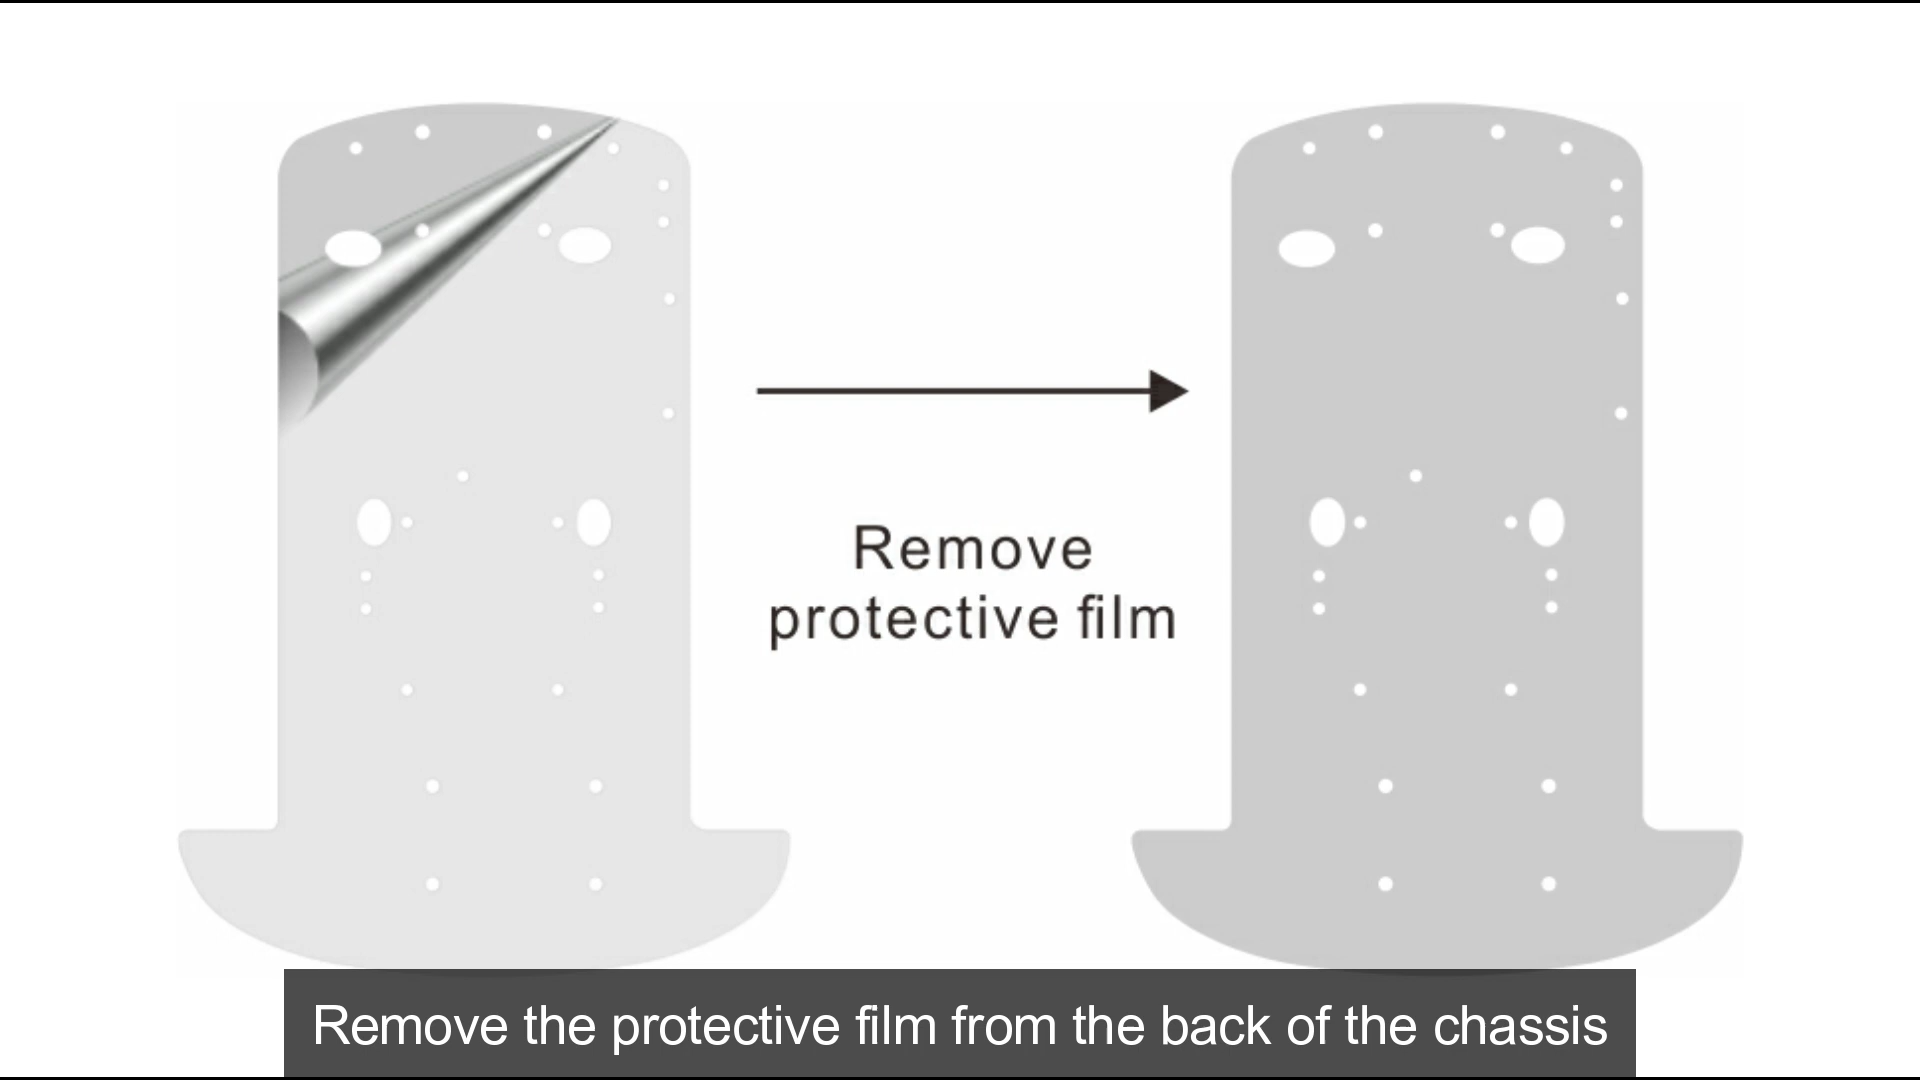 Remove
protective film
Remove the protective film from the back of the chassis